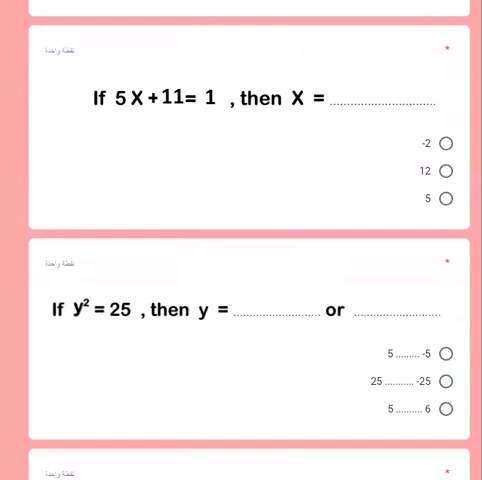 نقطة واحدة
*
If 5X+11= 1 , then X = ................................
-2
12
5
نقطة واحدة
*
If y² = 25 , then y = .......................... or ..........................
5 ......... -5
25 ........... -25
5 .......... 6
نقطة واحدة
*